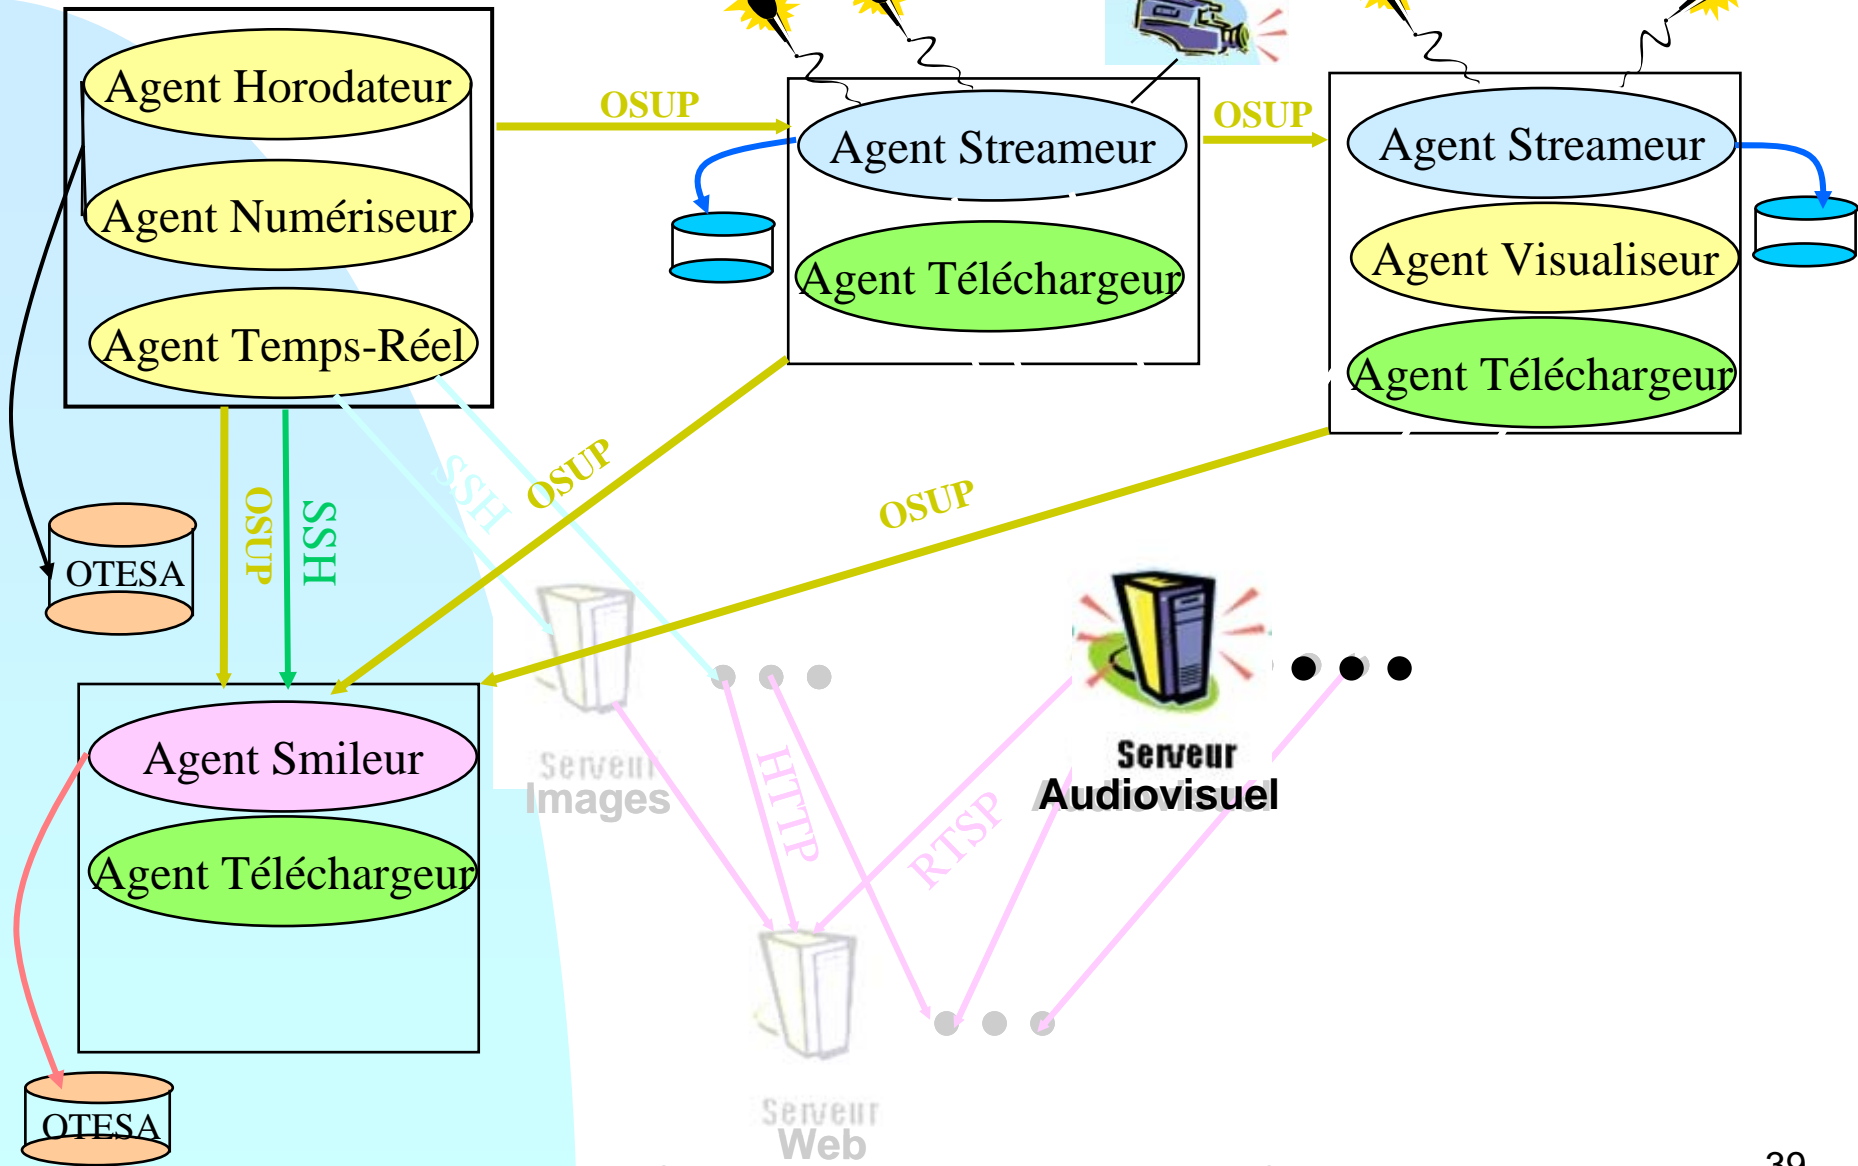 Agent Horodateur
Agent Numériseur
Agent Temps-Réel
OSUP
Agent Streameur
Agent Téléchargeur
OSUP
Agent Streameur
Agent Visualiseur
Agent Téléchargeur
OSUP
SSH
SSH
OSUP
OSUP
OTESA
Agent Smileur
Agent Téléchargeur
OTESA
Serveur
Images
HTTP
RTSP
Serveur
Audiovisuel
Serveur
Web
39